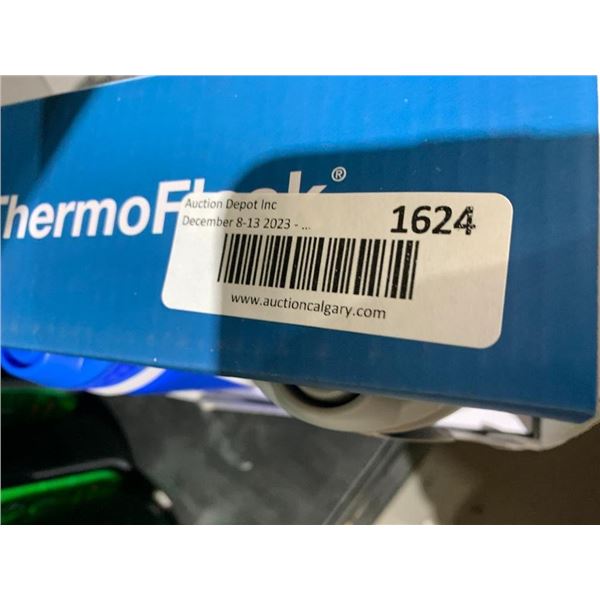 ThermoFlask®
Auction Depot Inc
December 8-13 2023 - ...
1624
www.auctioncalgary.com